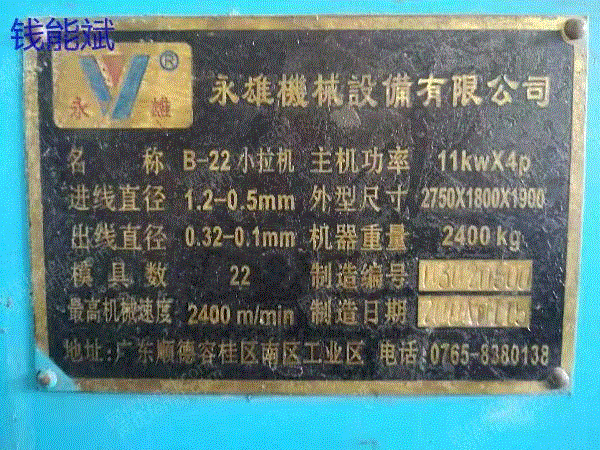 钱能斌
永 雄 ®
永雄機械設備有限公司
名 称 B-22 小拉机 主机功率 11kwX4p
进线直径 1.2-0.5mm 外型尺寸 2750X1800X1900
出线直径 0.32-0.1mm 机器重量 2400 kg
模 具 数 22 制造编号
最高机械速度 2400 m/min 制造日期
地址:广东顺德容桂区南区工业区 电话:0765-8380138